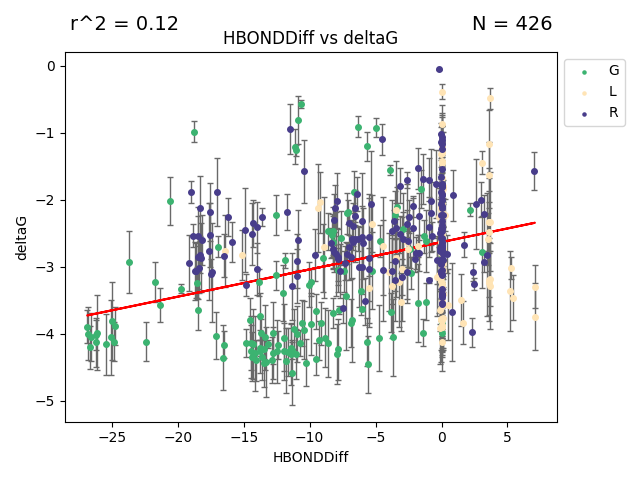 r^2 = 0.12
N = 426
HBONDDiff vs deltaG
G
L
R
deltaG
0
−1
−2
−3
−4
−5
−25
−20
−15
−10
−5
0
5
HBONDDiff